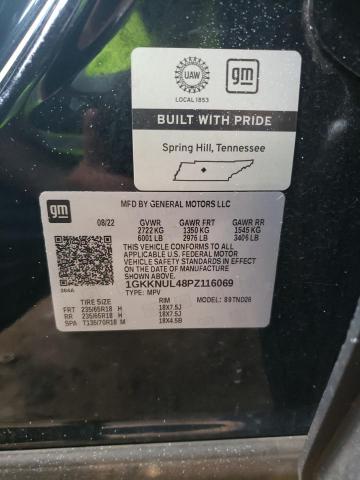 UAW
gm
LOCAL 1853
BUILT WITH PRIDE
Spring Hill, Tennessee
gm
MFD BY GENERAL MOTORS LLC
08/22 GVWR GAWR FRT GAWR RR
2722 KG 1350 KG 1545 KG
6001 LB 2976 LB 3406 LB
THIS VEHICLE CONFORMS TO ALL
APPLICABLE U.S. FEDERAL MOTOR
VEHICLE SAFETY STANDARDS IN EFFECT ON
THE DATE OF MANUFACTURE SHOWN ABOVE.
1GKKNUL48PZ116069
TYPE: MPV
TIRE SIZE RIM MODEL: 89TND26
FRT 235/65R18 H 18X7.5J
RR 235/65R18 H 18X7.5J
SPA T135/70R18 M 18X4.5B